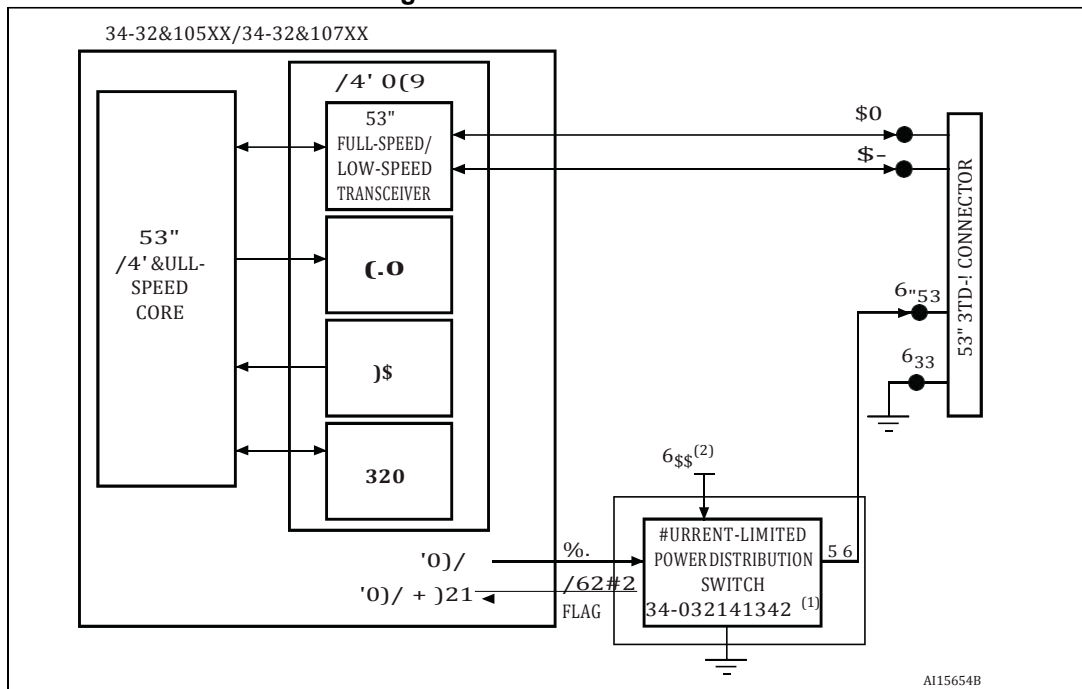 34-32&105XX/34-32&107XX
/4' 0(9
53"
FULL-SPEED/
LOW-SPEED
TRANSCEIVER
53"
/4' &ULL-
SPEED
CORE
(.0
)$
320
$0
$-
6"53
633
53" 3TD-! CONNECTOR
6$$(2)
#URRENT-LIMITED
POWER DISTRIBUTION
SWITCH
34-032141342 (1)
5 6
'0)/
%.
'0)/ + )21
/62#2
FLAG
AI15654B